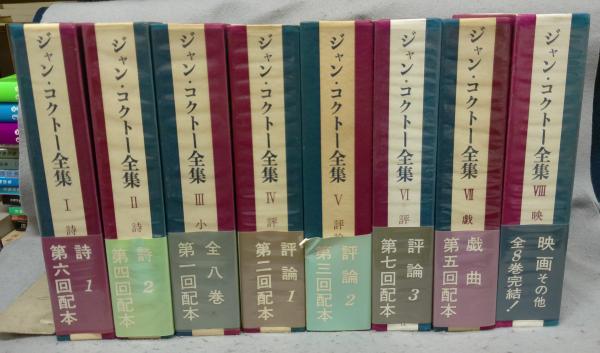 ジャン・コクトー全集 I 詩
詩 1
第六回配本
ジャン・コクトー全集 II 詩
詩 2
第四回配本
ジャン・コクトー全集 III 小
全八巻
第一回配本
ジャン・コクトー全集 IV 評
評論 1
第二回配本
ジャン・コクトー全集 V 評論
評論 2
第三回配本
ジャン・コクトー全集 VI 評
評論 3
第七回配本
ジャン・コクトー全集 VII 戯
戯曲
第五回配本
ジャン・コクトー全集 VIII 映
映画その他
全8巻完結!